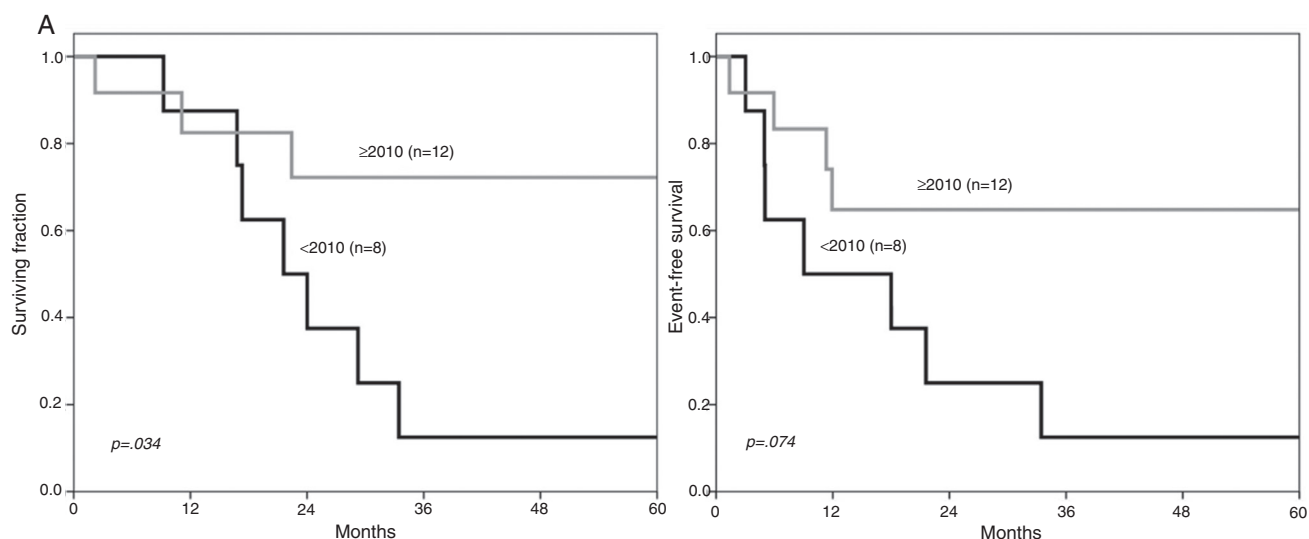 A
Surviving fraction
1.0
0.8
0.6
0.4
0.2
0.0
≥2010 (n=12)
<2010 (n=8)
p=.034
0 12 24 36 48 60
Months
Event-free survival
1.0
0.8
0.6
0.4
0.2
0.0
≥2010 (n=12)
<2010 (n=8)
p=.074
0 12 24 36 48 60
Months